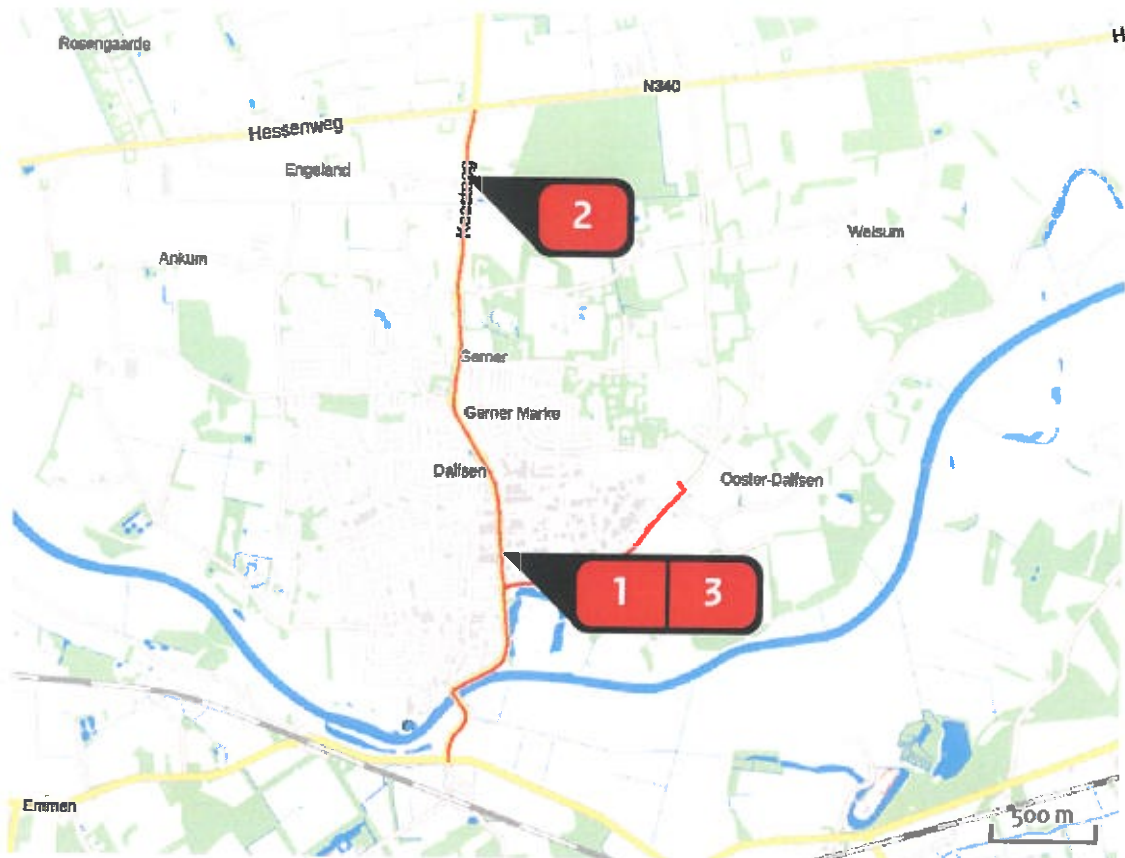 Rosengaarde
H
N340
Hessenweg
Engeland
2
Welsum
Ankum
Gerner
Gerner Marke
Dalfsen
Ooster-Dalfsen
1 3
Emmen
500 m